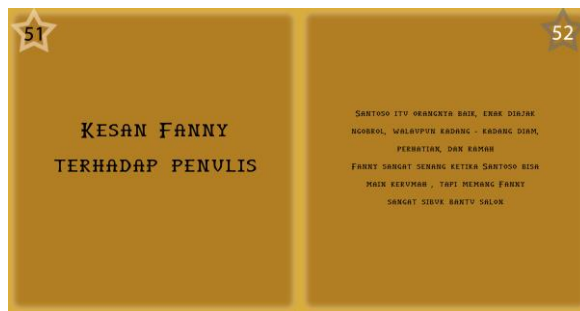 51
Kesan Fanny
terhadap penulis
52
Santoso itu orangnya baik, enak diajak
ngobrol, walaupun kadang - kadang diam,
perhatian, dan ramah
Fanny sangat senang ketika Santoso bisa
main kerumah , tapi memang Fanny
sangat sibuk bantu salon